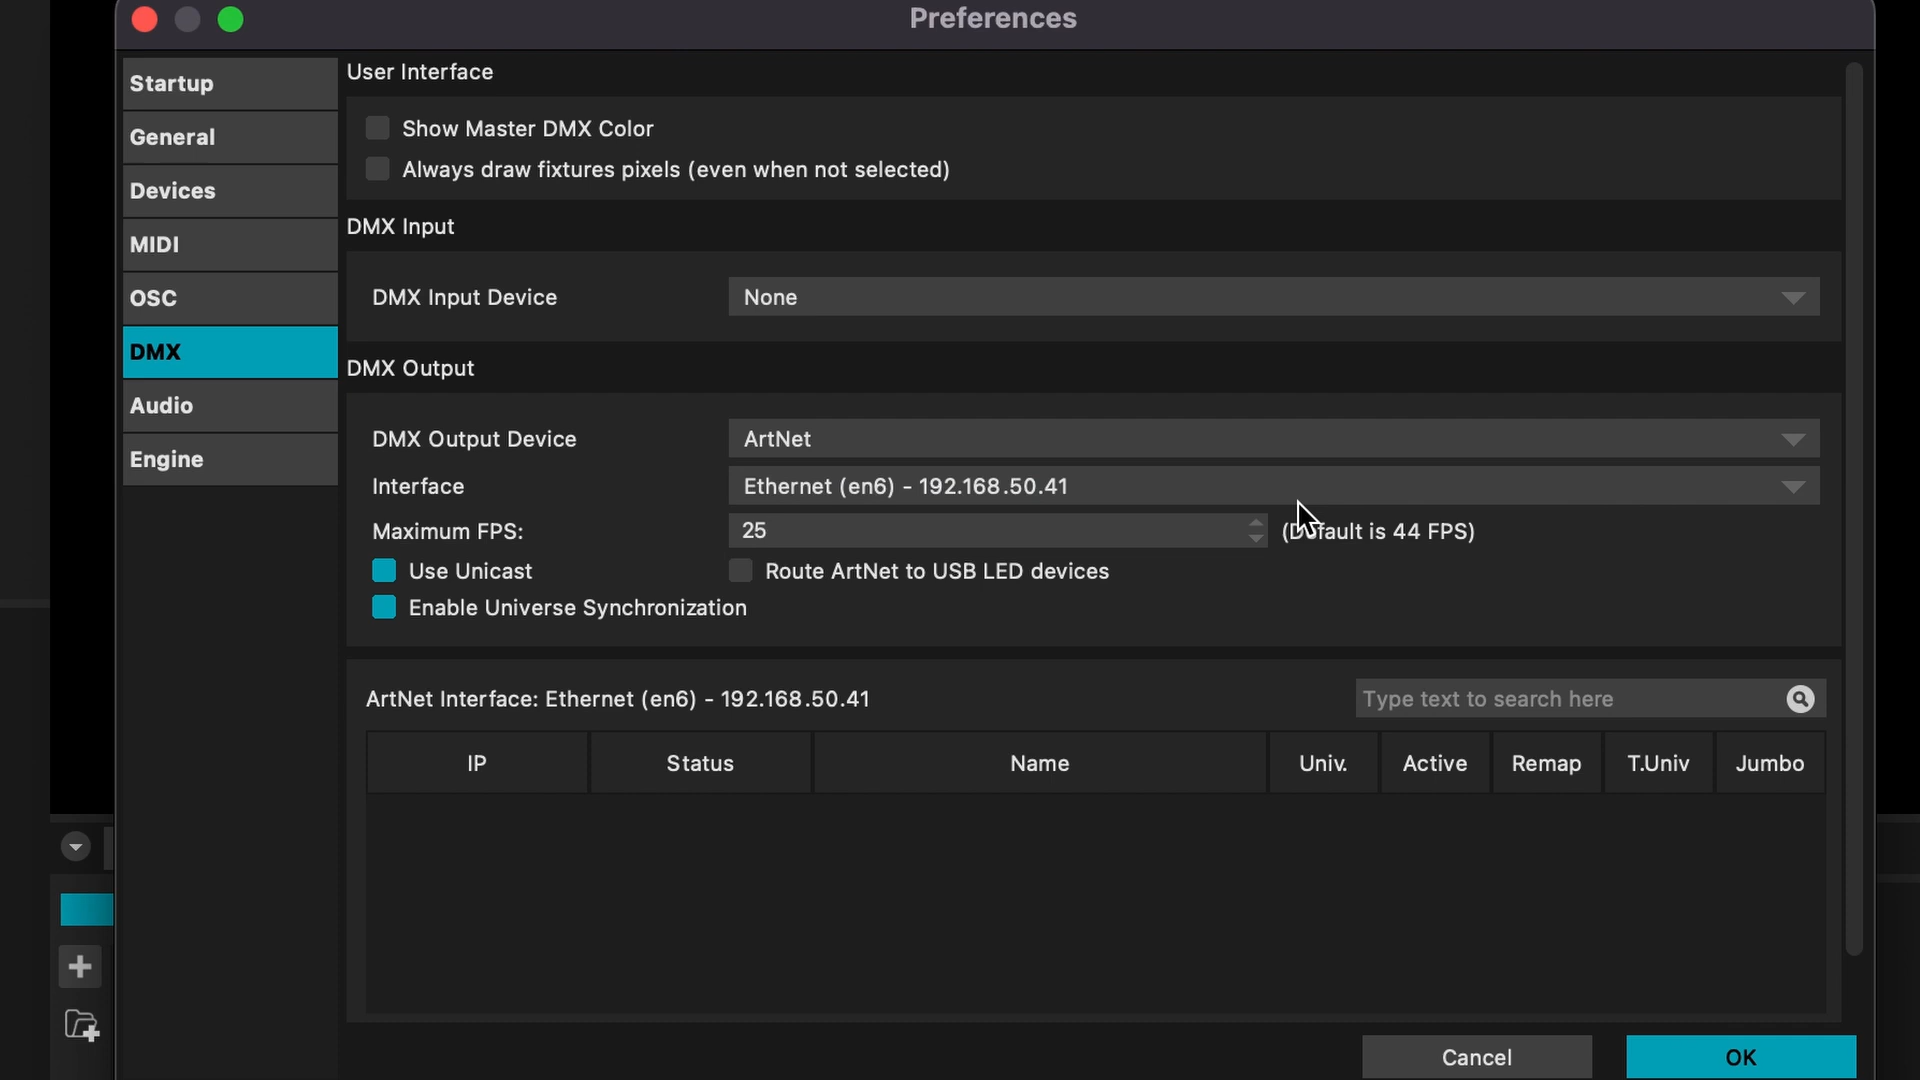 Preferences
Startup
General
Devices
MIDI
OSC
DMX
Audio
Engine
User Interface
Show Master DMX Color
Always draw fixtures pixels (even when not selected)
DMX Input
DMX Input Device None
DMX Output
DMX Output Device ArtNet
Interface Ethernet (en6) - 192.168.50.41
Maximum FPS: 25 (Default is 44 FPS)
Use Unicast Route ArtNet to USB LED devices
Enable Universe Synchronization
ArtNet Interface: Ethernet (en6) - 192.168.50.41 Type text to search here
IP Status Name Univ. Active Remap T.Univ Jumbo
Cancel OK